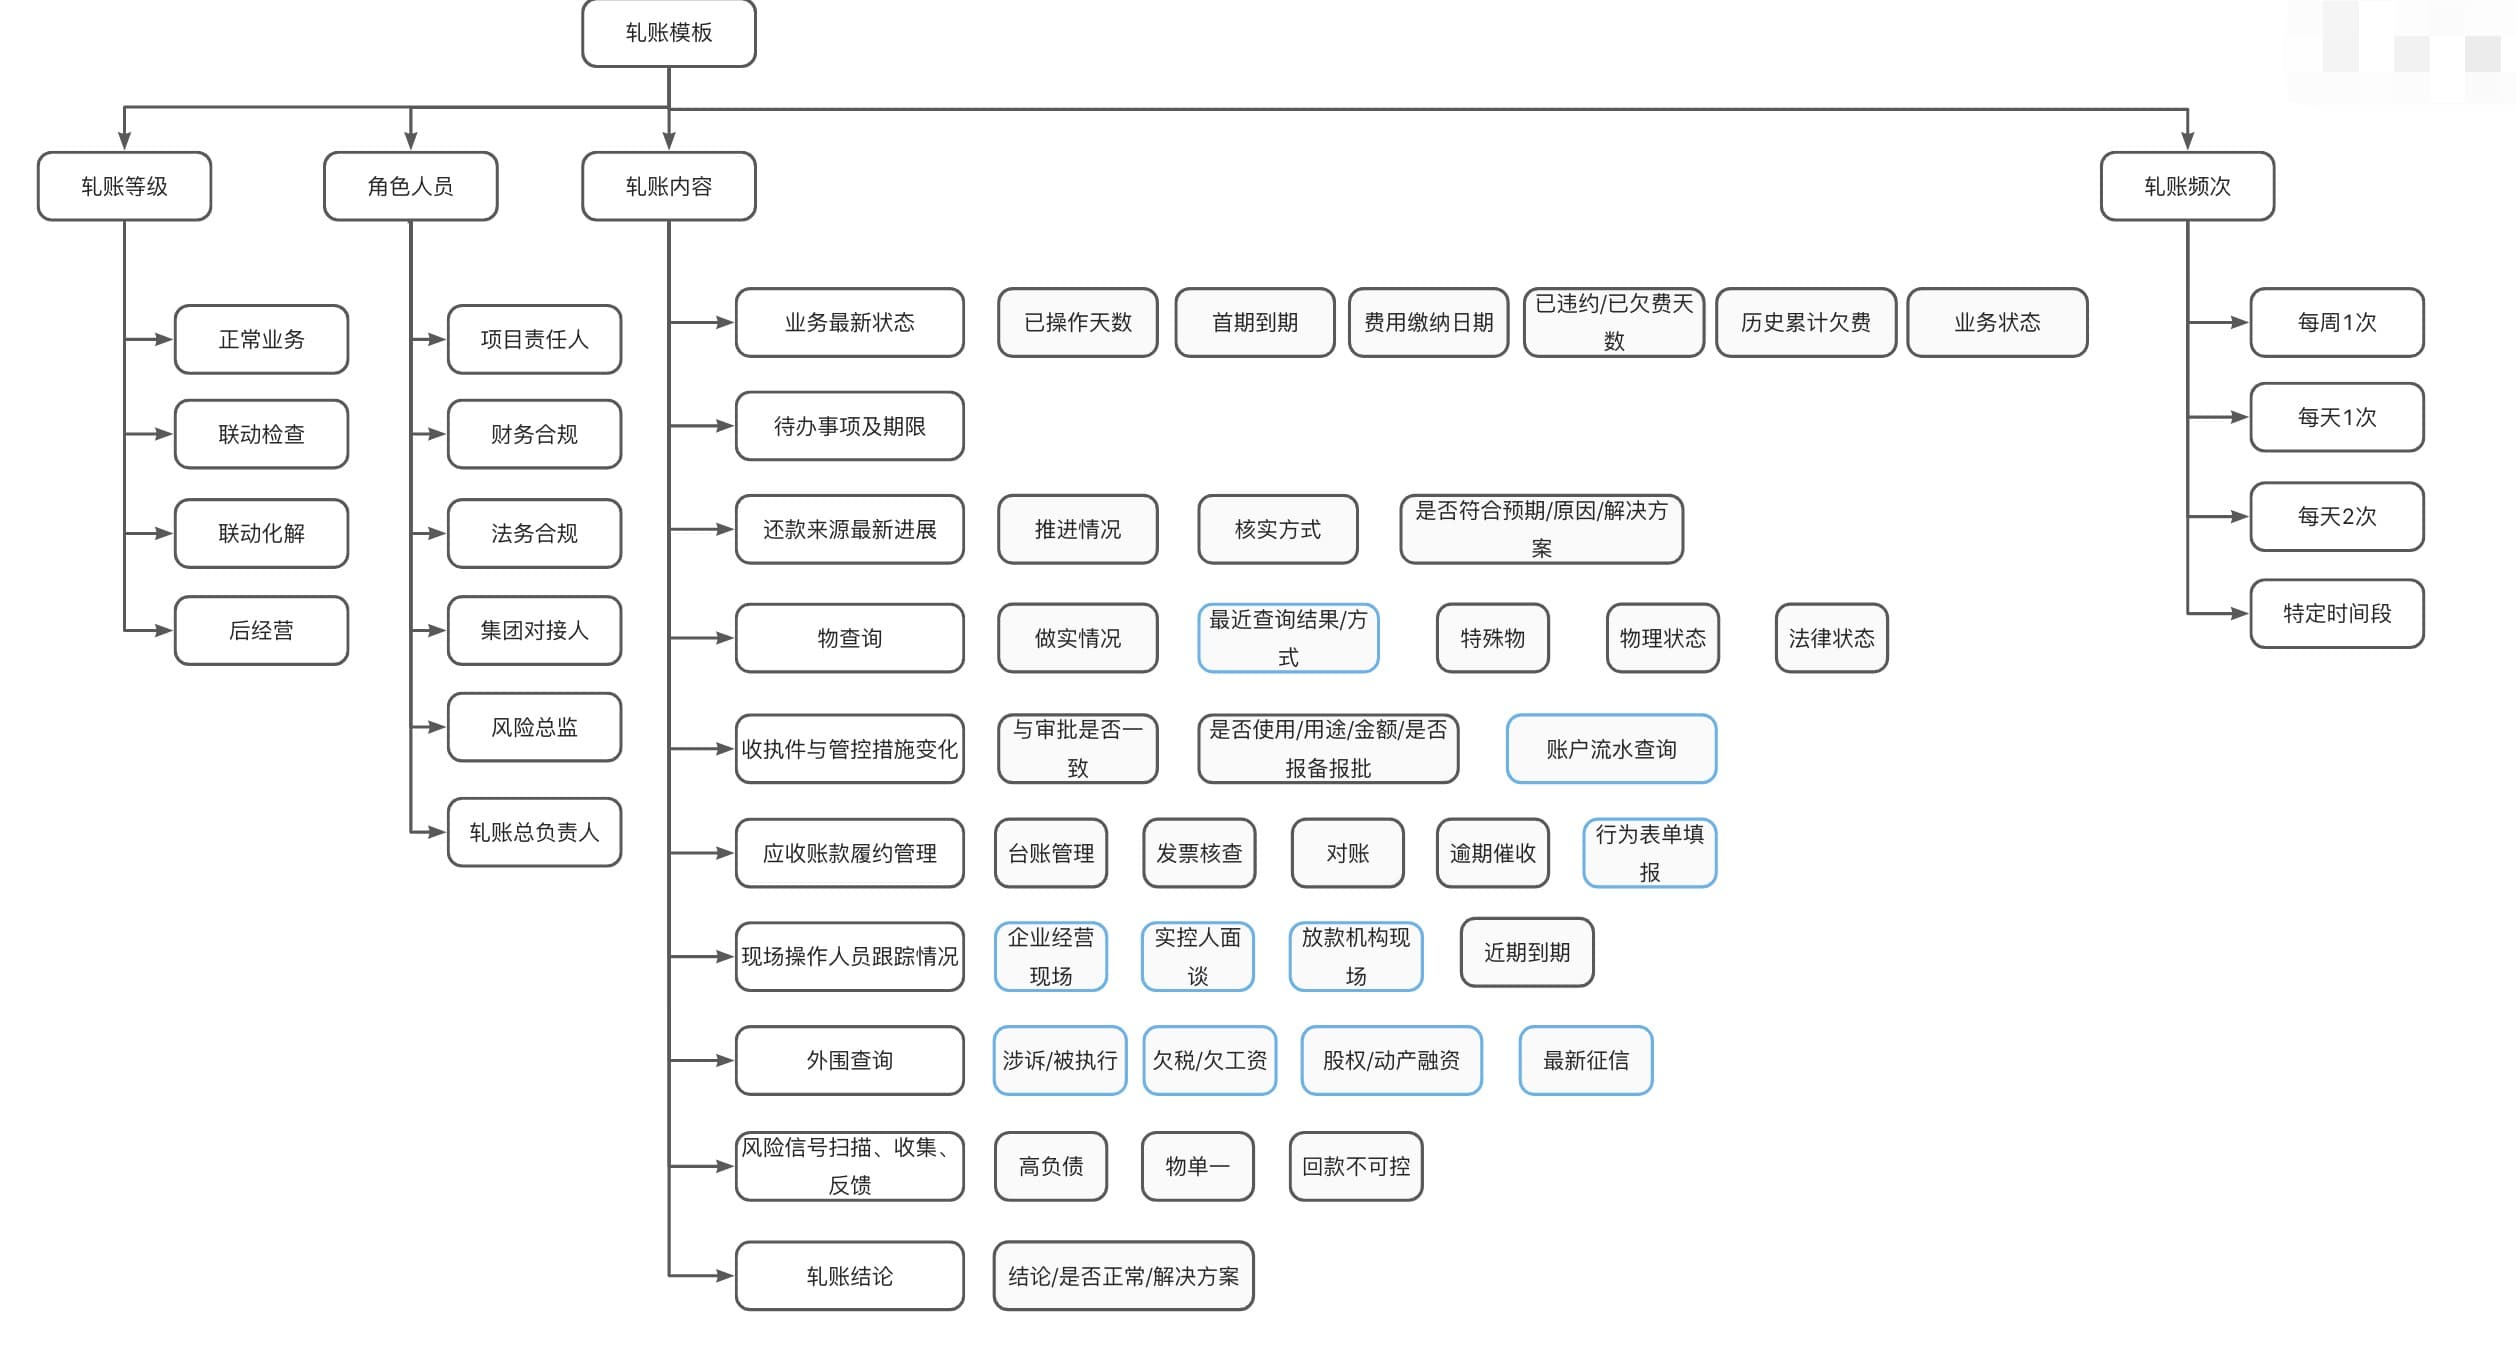 轧账模板
轧账等级
角色人员
轧账内容
轧账频次
正常业务
联动检查
联动化解
后经营
项目责任人
财务合规
法务合规
集团对接人
风险总监
轧账总负责人
业务最新状态
已操作天数
首期到期
费用缴纳日期
已违约/已欠费天
数
历史累计欠费
业务状态
待办事项及期限
还款来源最新进展
推进情况
核实方式
是否符合预期/原因/解决方
案
物查询
做实情况
最近查询结果/方
式
特殊物
物理状态
法律状态
收执件与管控措施变化
与审批是否一
致
是否使用/用途/金额/是否
报备报批
账户流水查询
应收账款履约管理
台账管理
发票核查
对账
逾期催收
行为表单填
报
现场操作人员跟踪情况
企业经营
现场
实控人面
谈
放款机构现
场
近期到期
外围查询
涉诉/被执行
欠税/欠工资
股权/动产融资
最新征信
风险信号扫描、收集、
反馈
高负债
物单一
回款不可控
轧账结论
结论/是否正常/解决方案
每周1次
每天1次
每天2次
特定时间段